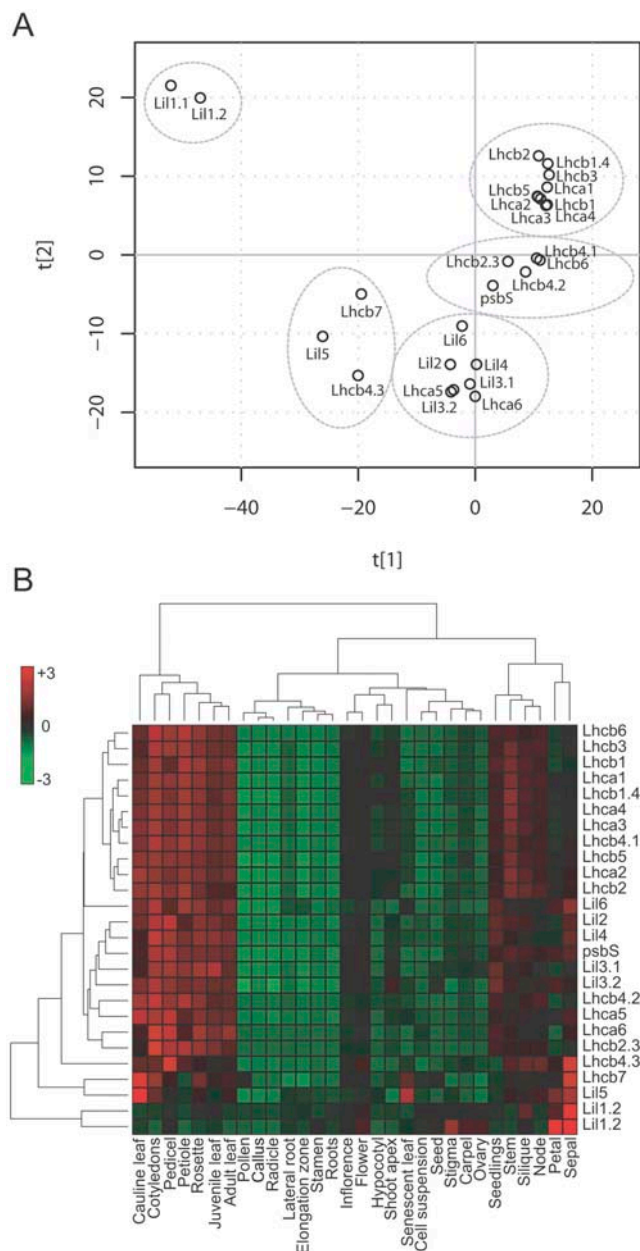 A
20
10
0
−10
−20
t[2]
Lil1.1
Lil1.2
Lhcb2
Lhcb1.4
Lhcb3
Lhca1
Lhcb5
Lhca2
Lhcb1
Lhca3
Lhca4
Lhcb4.1
Lhcb2.3
Lhcb6
Lhcb4.2
psbS
Lhcb7
Lil6
Lil5
Lil2
Lil4
Lhcb4.3
Lhca5
Lil3.1
Lil3.2
Lhca6
−40
−20
0
20
t[1]
B
+3
0
-3
Lhcb6
Lhcb3
Lhcb1
Lhca1
Lhcb1.4
Lhca4
Lhca3
Lhcb4.1
Lhcb5
Lhca2
Lhcb2
Lil6
Lil2
Lil4
psbS
Lil3.1
Lil3.2
Lhcb4.2
Lhca5
Lhca6
Lhcb2.3
Lhcb4.3
Lhcb7
Lil5
Lil1.2
Lil1.2
Cauline leaf
Cotyledons
Pedicel
Petiole
Rosette
Juvenile leaf
Adult leaf
Pollen
Callus
Radicle
Lateral root
Elongation zone
Stamen
Roots
Inflorence
Flower
Hypocotyl
Shoot apex
Senescent leaf
Cell suspension
Seed
Stigma
Carpel
Ovary
Seedlings
Stem
Silique
Node
Petal
Sepal